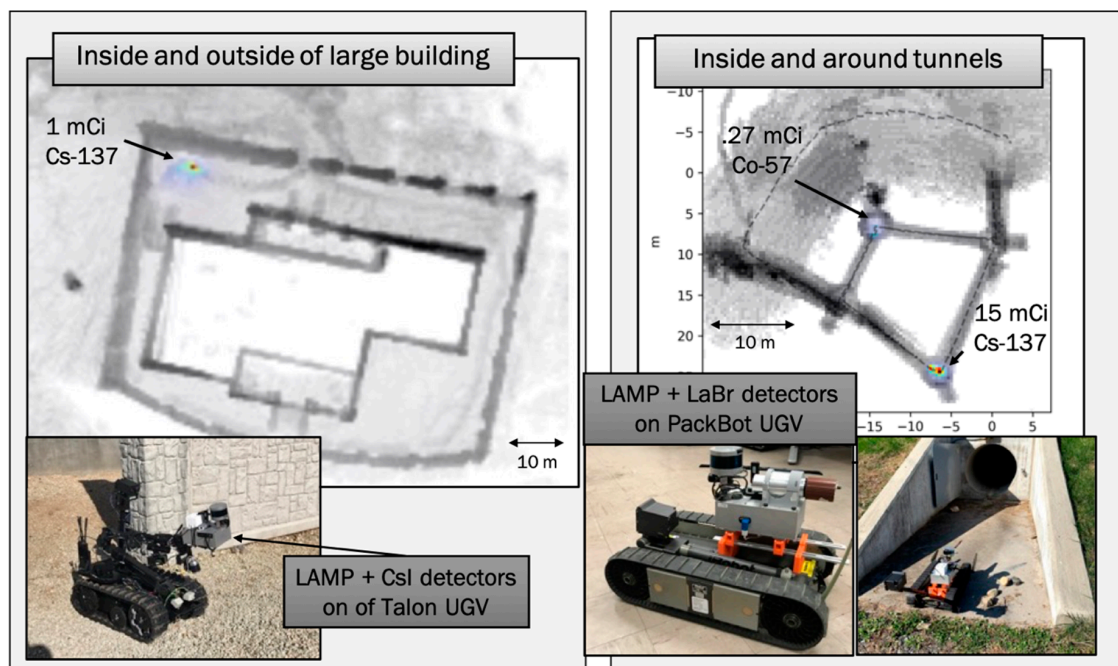 Inside and outside of large building
1 mCi
Cs-137
10 m
LAMP + CsI detectors
on of Talon UGV
Inside and around tunnels
−10
−5
0
5
10
15
20
m
.27 mCi
Co-57
15 mCi
Cs-137
10 m
−15 −10 −5 0 5
LAMP + LaBr detectors
on PackBot UGV